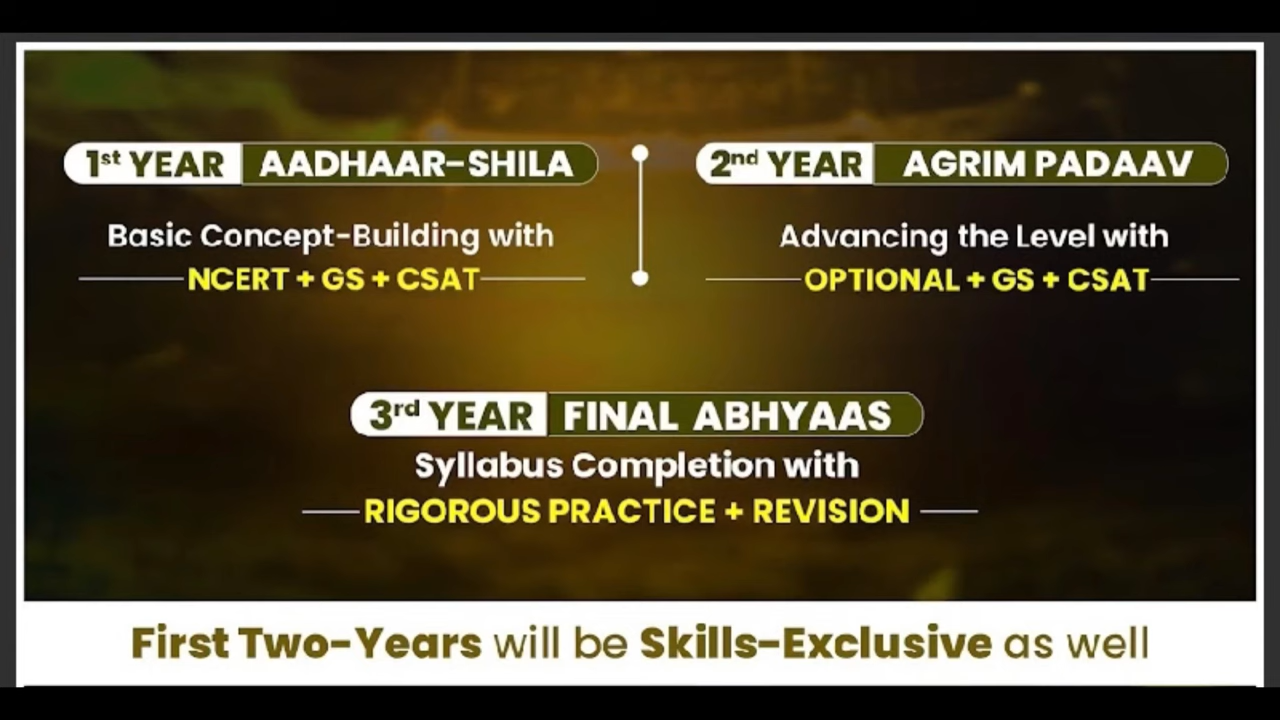 1st YEAR AADHAAR-SHILA
Basic Concept-Building with
NCERT + GS + CSAT
2nd YEAR AGRIM PADAAV
Advancing the Level with
OPTIONAL + GS + CSAT
3rd YEAR FINAL ABHYAAS
Syllabus Completion with
RIGOROUS PRACTICE + REVISION
First Two-Years will be Skills-Exclusive as well